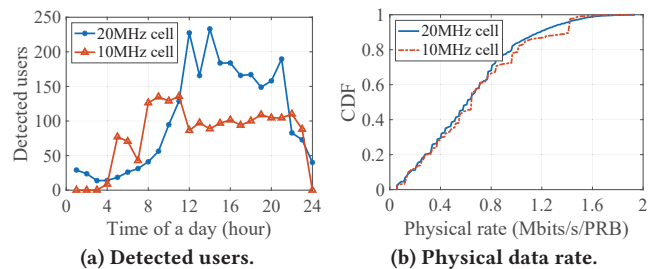 250
200
150
100
50
0
Detected users
20MHz cell
10MHz cell
0 4 8 12 16 20 24
Time of a day (hour)
(a) Detected users.
1
0.8
0.6
0.4
0.2
0
CDF
20MHz cell
10MHz cell
0 0.4 0.8 1.2 1.6 2
Physical rate (Mbits/s/PRB)
(b) Physical data rate.